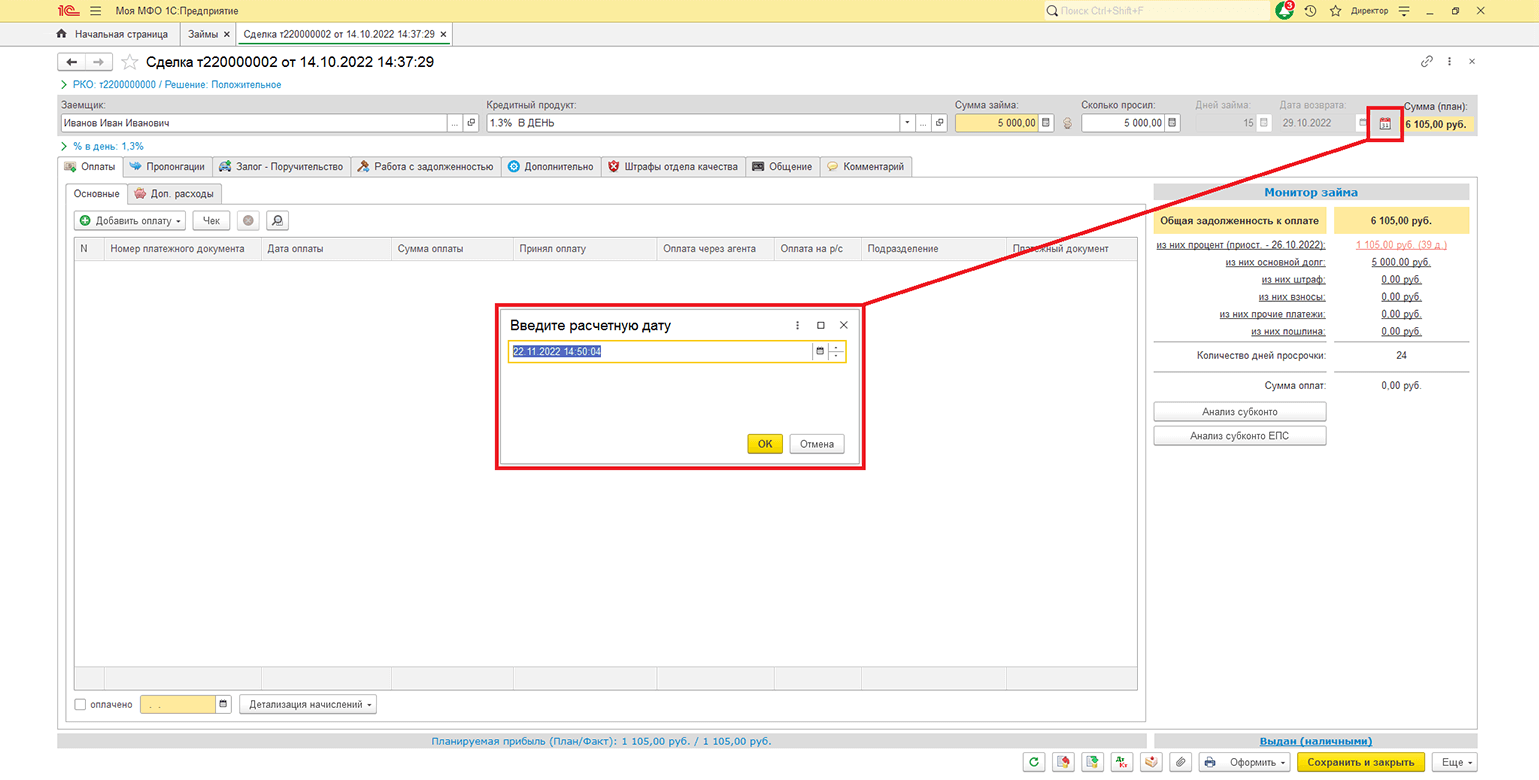 1С Моя МФО 1С:Предприятие Поиск Ctrl+Shift+F 3 Директор
Начальная страница Займы × Сделка т220000002 от 14.10.2022 14:37:29 ×
Сделка т220000002 от 14.10.2022 14:37:29
РКО: т2200000000 / Решение: Положительное
Заемщик: Кредитный продукт: Сумма займа: Сколько просил: Дней займа: Дата возврата: Сумма (план):
Иванов Иван Иванович ... 1.3% В ДЕНЬ ... 5 000,00 5 000,00 15 29.10.2022 31 6 105,00 руб.
% в день: 1,3%
Оплаты Пролонгации Залог - Поручительство Работа с задолженностью Дополнительно Штрафы отдела качества Общение Комментарий
Основные Доп. расходы
Монитор займа
Добавить оплату Чек
Общая задолженность к оплате 6 105,00 руб.
N Номер платежного документа Дата оплаты Сумма оплаты Принял оплату Оплата через агента Оплата на р/с Подразделение Платежный документ
из них процент (приост. - 26.10.2022): 1 105,00 руб. (39 д.)
из них основной долг: 5 000,00 руб.
из них штраф: 0,00 руб.
из них взносы: 0,00 руб.
из них прочие платежи: 0,00 руб.
из них пошлина: 0,00 руб.
Количество дней просрочки: 24
Сумма оплат: 0,00 руб.
Анализ субконто
Анализ субконто ЕПС
Введите расчетную дату
22.11.2022 14:50:04
ОК Отмена
оплачено . . Детализация начислений
Планируемая прибыль (План/Факт): 1 105,00 руб. / 1 105,00 руб. Выдан (наличными)
Дт Кт Оформить Сохранить и закрыть Еще